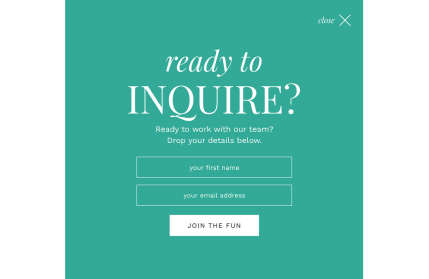 close
ready to
INQUIRE?
Ready to work with our team?
Drop your details below.
your first name
your email address
JOIN THE FUN